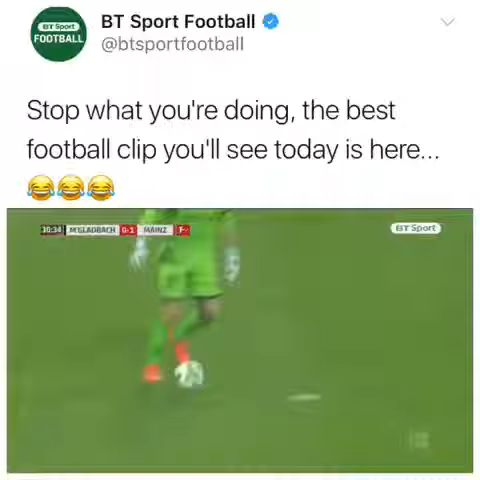 BT Sport
FOOTBALL
BT Sport Football
@btsportfootball
Stop what you're doing, the best
football clip you'll see today is here...
😂😂😂
30:34 M'GLADBACH 0-1 MAINZ
BT Sport